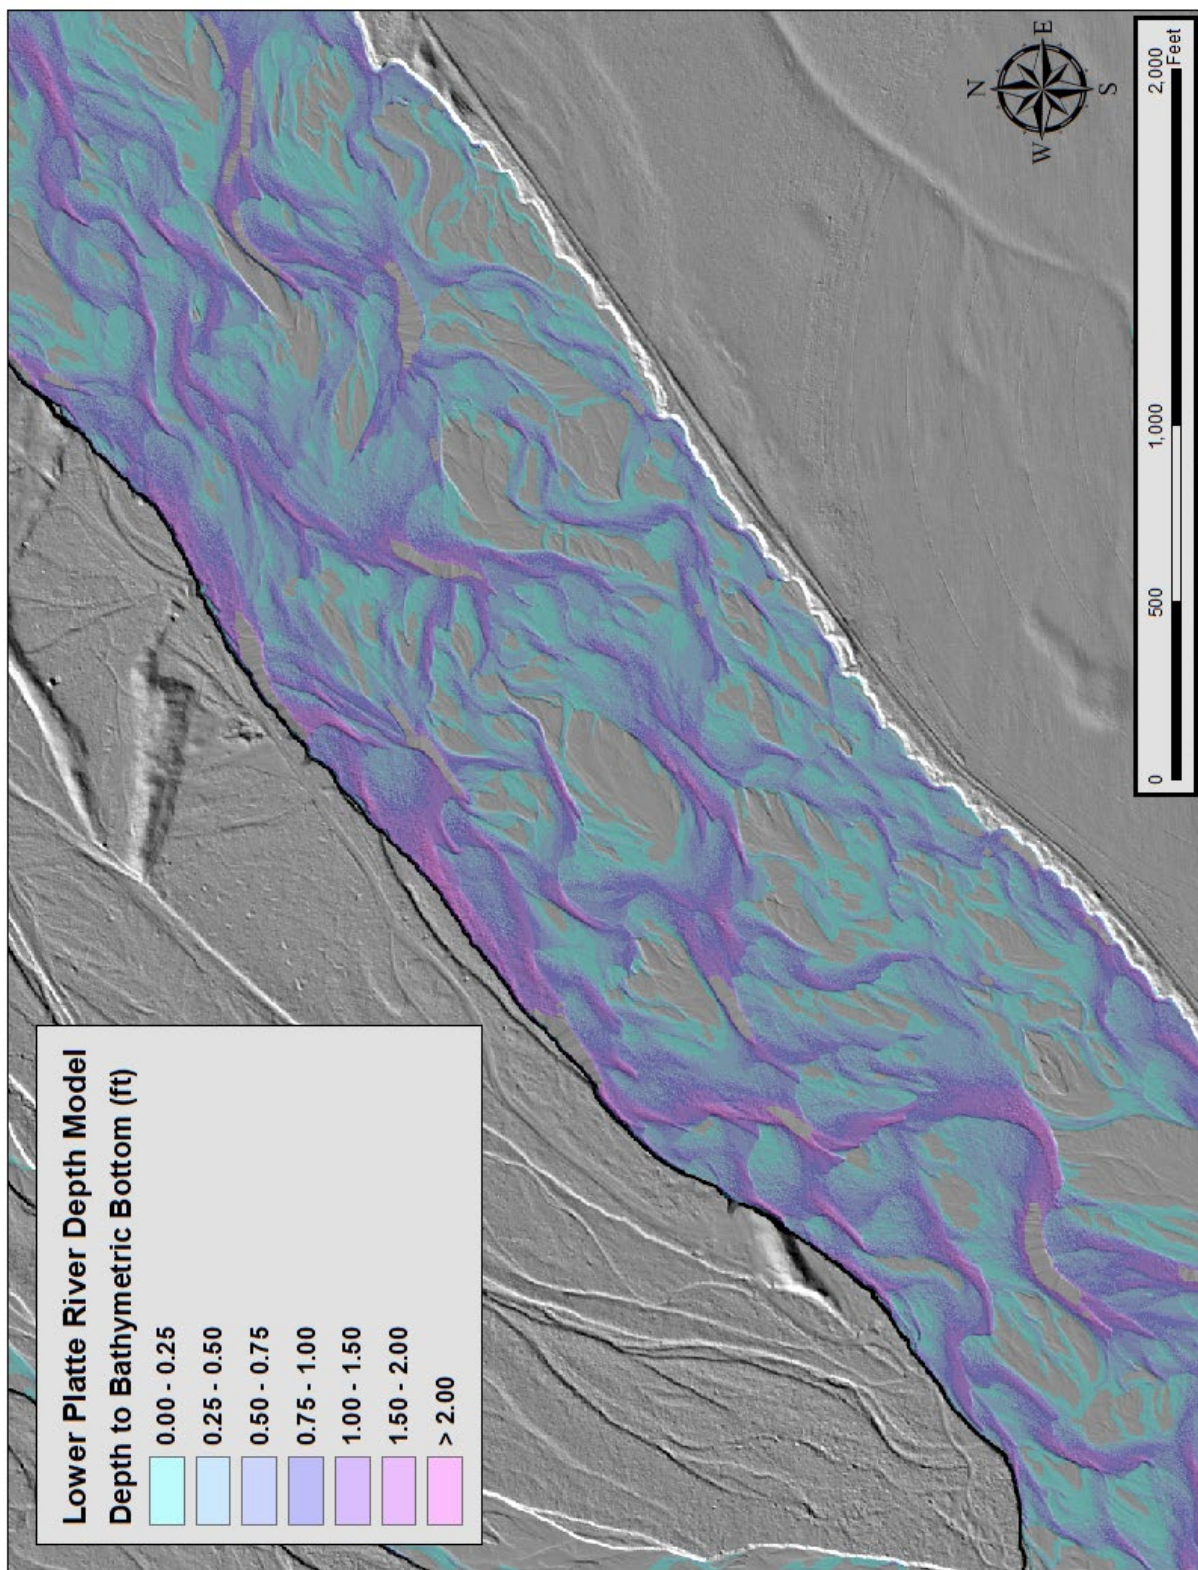 Lower Platte River Depth Model
Depth to Bathymetric Bottom (ft)
0.00 - 0.25
0.25 - 0.50
0.50 - 0.75
0.75 - 1.00
1.00 - 1.50
1.50 - 2.00
> 2.00
N
W
E
S
0
500
1,000
2,000
Feet